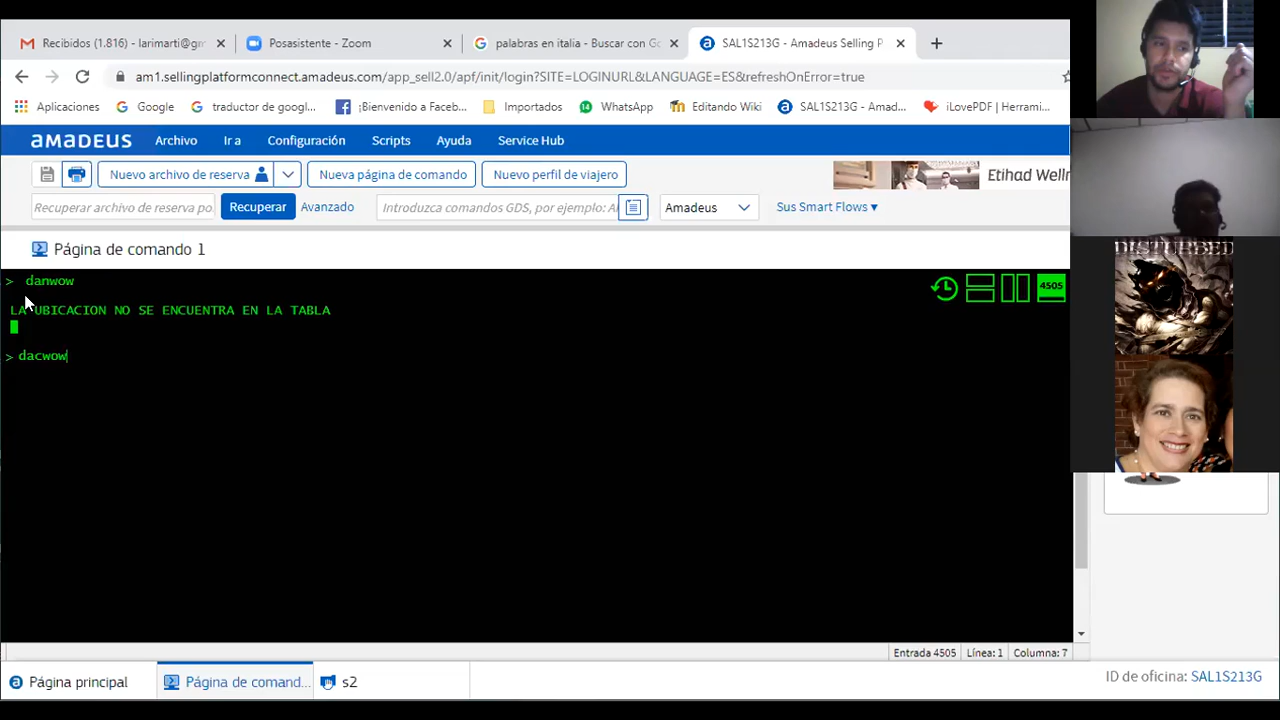 Recibidos (1.816) - larimarti@gm
Posasistente - Zoom
palabras en italia - Buscar con Go
SAL1S213G - Amadeus Selling P
am1.sellingplatformconnect.amadeus.com/app_sell2.0/apf/init/login?SITE=LOGINURL&LANGUAGE=ES&refreshOnError=true
Aplicaciones
Google
traductor de googl...
¡Bienvenido a Faceb...
Importados
14
WhatsApp
Editando Wiki
SAL1S213G - Amad...
iLovePDF | Herrami...
amadeus
Archivo
Ir a
Configuración
Scripts
Ayuda
Service Hub
Nuevo archivo de reserva
Nueva página de comando
Nuevo perfil de viajero
Etihad Welln
Recuperar archivo de reserva po
Recuperar
Avanzado
Introduzca comandos GDS, por ejemplo: Al
Amadeus
Sus Smart Flows
Página de comando 1
> danwow
4505
LA UBICACION NO SE ENCUENTRA EN LA TABLA
> dacwow
Entrada 4505
Línea: 1
Columna: 7
Página principal
Página de comand...
s2
ID de oficina: SAL1S213G
DISTURBED